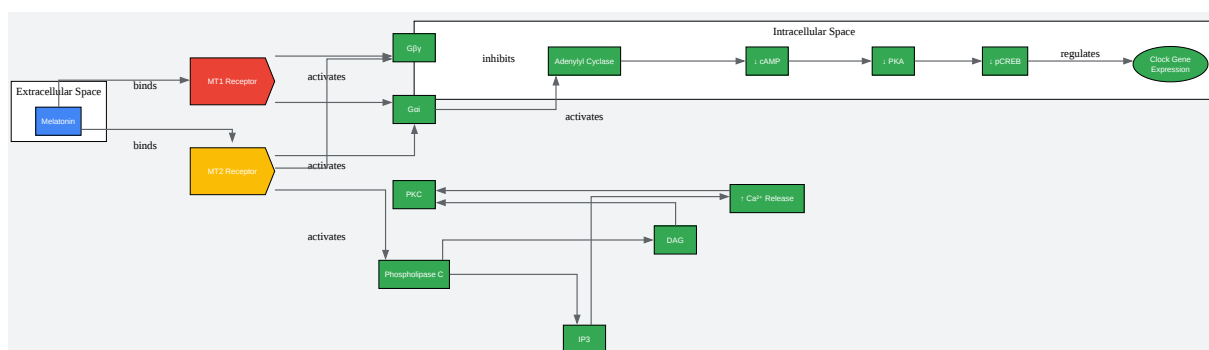 Intracellular Space
Gβγ
inhibits
Adenylyl Cyclase
↓ cAMP
↓ PKA
↓ pCREB
regulates
Clock Gene
Expression
MT1 Receptor
activates
binds
Extracellular Space
Melatonin
Gαi
activates
binds
MT2 Receptor
activates
PKC
↑ Ca²⁺ Release
activates
DAG
Phospholipase C
IP3